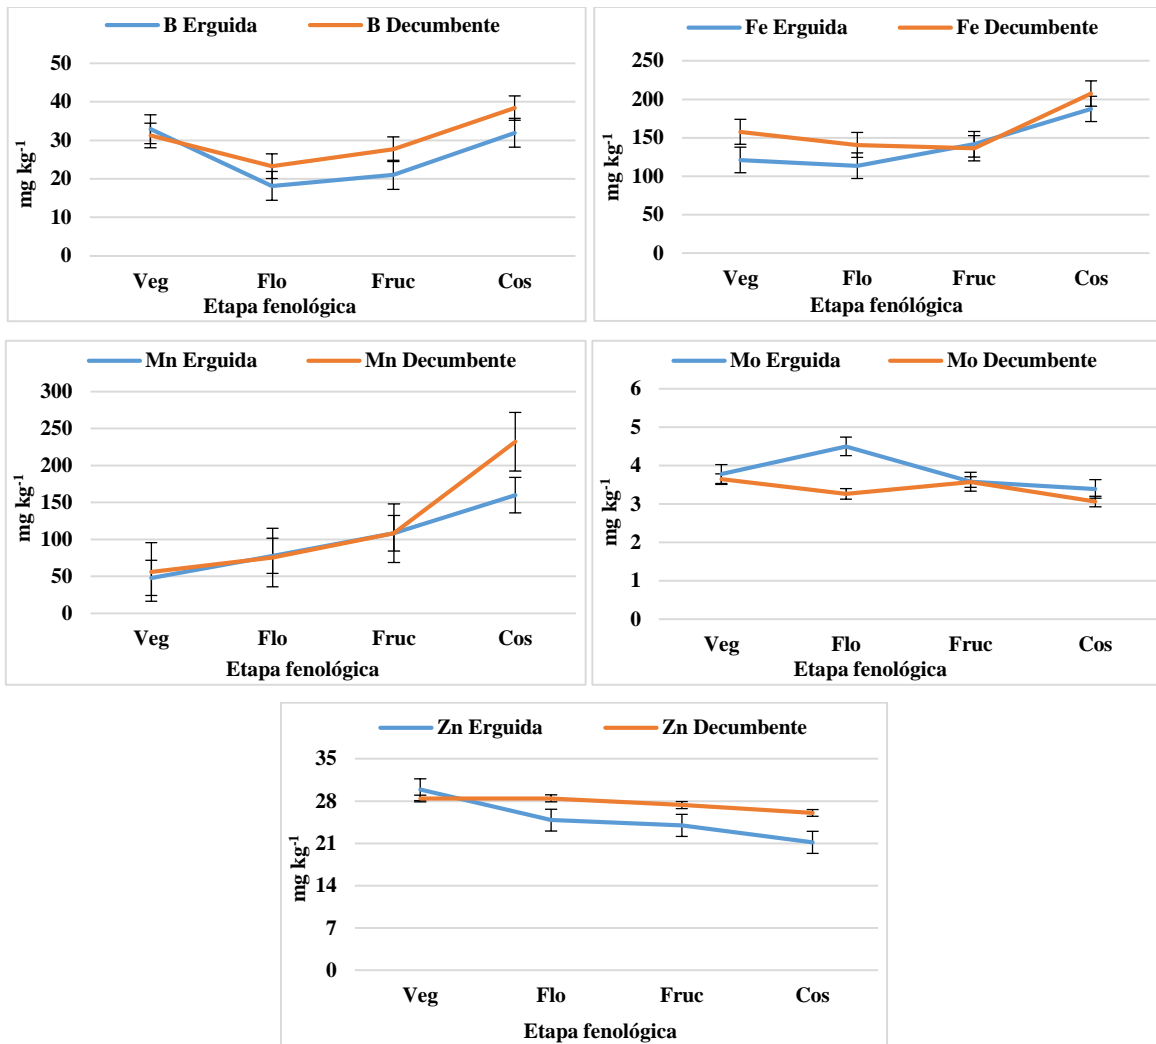 B Erguida B Decumbente
50
40
30
20
10
0
mg kg-1
Veg Flo Fruc Cos
Etapa fenológica
Fe Erguida Fe Decumbente
250
200
150
100
50
0
mg kg-1
Veg Flo Fruc Cos
Etapa fenólógica
Mn Erguida Mn Decumbente
300
250
200
150
100
50
0
mg kg-1
Veg Flo Fruc Cos
Etapa fenológica
Mo Erguida Mo Decumbente
6
5
4
3
2
1
0
mg kg-1
Veg Flo Fruc Cos
Etapa fenológica
Zn Erguida Zn Decumbente
35
28
21
14
7
0
mg kg-1
Veg Flo Fruc Cos
Etapa fenológica